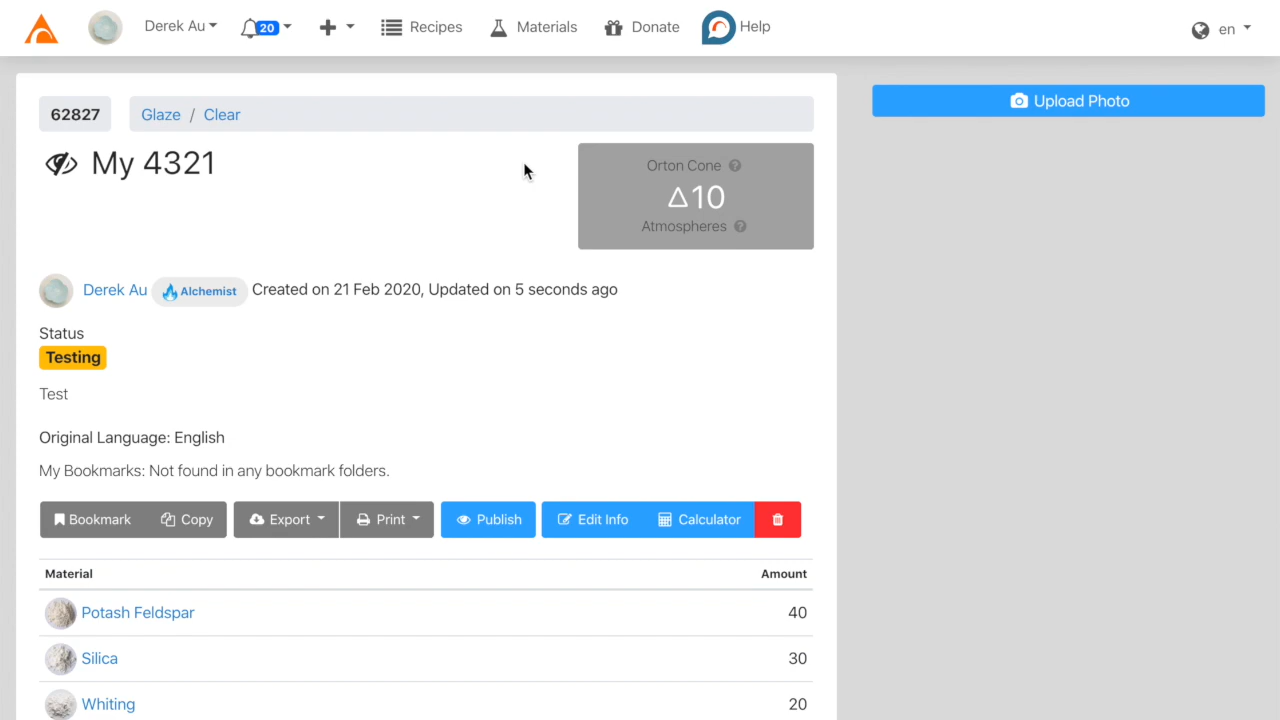 Derek Au 20 Recipes Materials Donate Help en
62827 Glaze / Clear
Upload Photo
My 4321
Orton Cone ?
△10
Atmospheres ?
Derek Au Alchemist Created on 21 Feb 2020, Updated on 5 seconds ago
Status
Testing
Test
Original Language: English
My Bookmarks: Not found in any bookmark folders.
Bookmark Copy Export Print Publish Edit Info Calculator
Material Amount
Potash Feldspar 40
Silica 30
Whiting 20